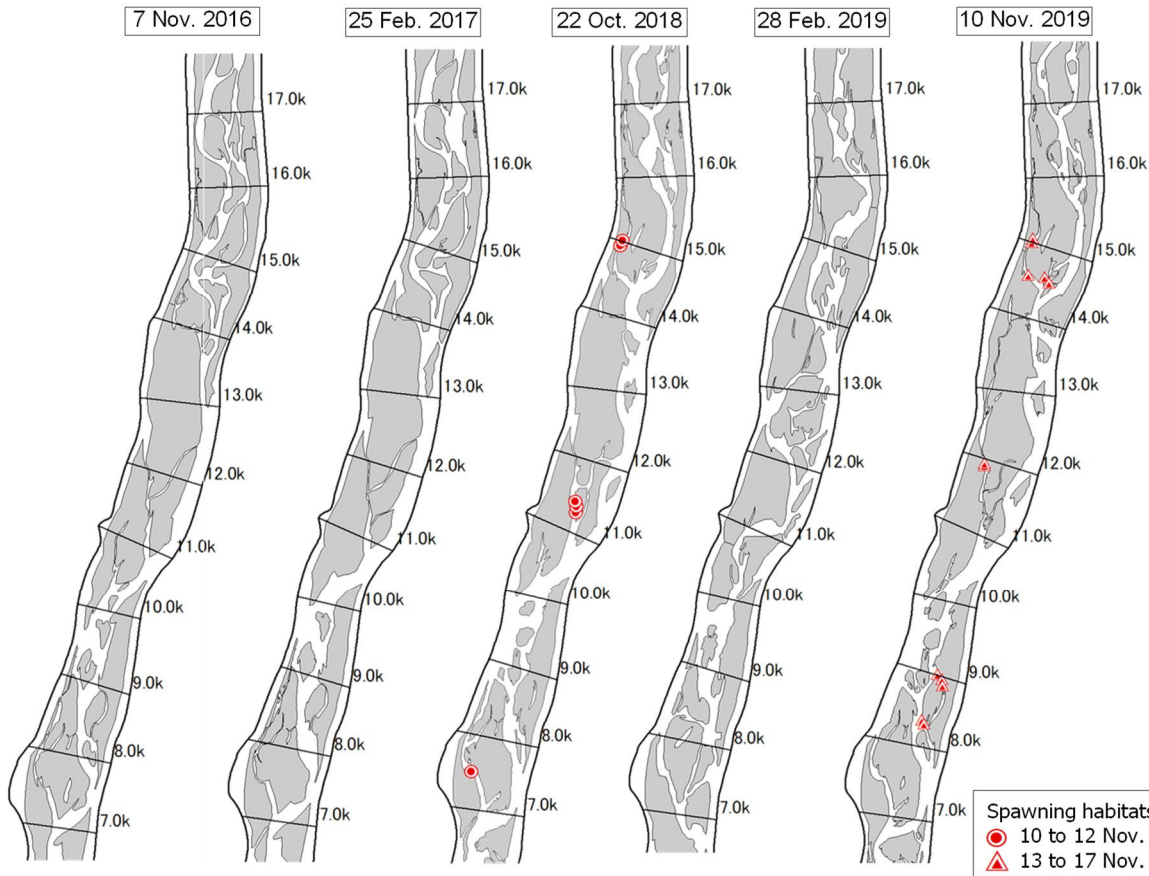 7 Nov. 2016
25 Feb. 2017
22 Oct. 2018
28 Feb. 2019
10 Nov. 2019
17.0k
17.0k
17.0k
17.0k
17.0k
16.0k
16.0k
16.0k
16.0k
16.0k
15.0k
15.0k
15.0k
15.0k
15.0k
14.0k
14.0k
14.0k
14.0k
14.0k
13.0k
13.0k
13.0k
13.0k
13.0k
12.0k
12.0k
12.0k
12.0k
12.0k
11.0k
11.0k
11.0k
11.0k
11.0k
10.0k
10.0k
10.0k
10.0k
10.0k
9.0k
9.0k
9.0k
9.0k
9.0k
8.0k
8.0k
8.0k
8.0k
8.0k
7.0k
7.0k
7.0k
7.0k
7.0k
Spawning habitats
10 to 12 Nov.
13 to 17 Nov.